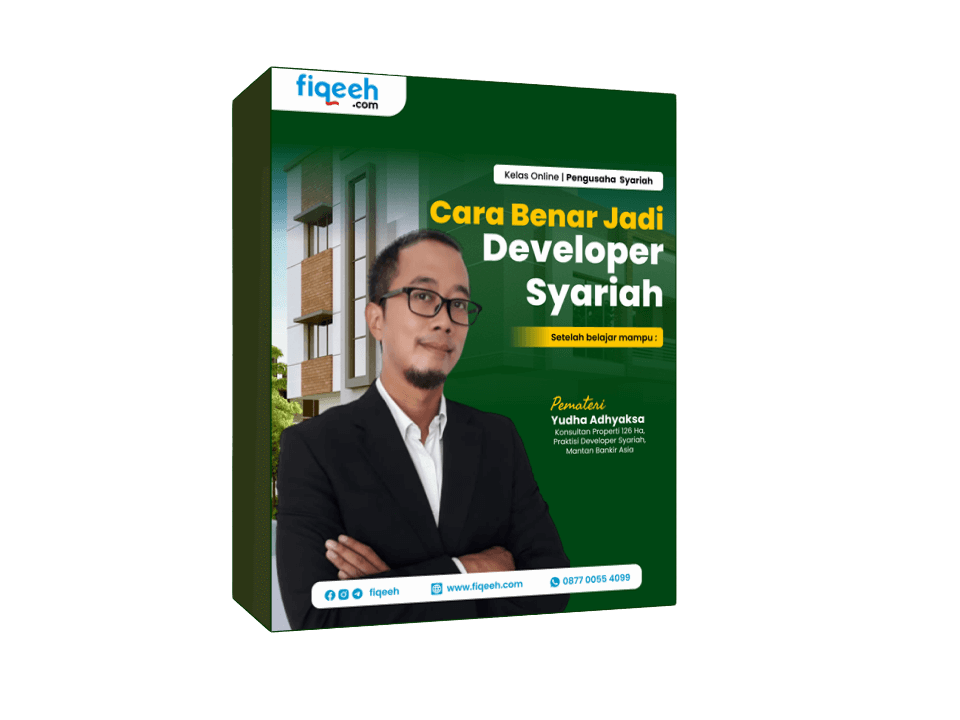 fiqeeh
.com
Kelas Online | Pengusaha Syariah
Cara Benar Jadi
Developer
Syariah
Setelah belajar mampu :
Pemateri
Yudha Adhyaksa
Konsultan Properti 126 Ha,
Praktisi Developer Syariah,
Mantan Bankir Asia
fiqeeh www.fiqeeh.com 0877 0055 4099